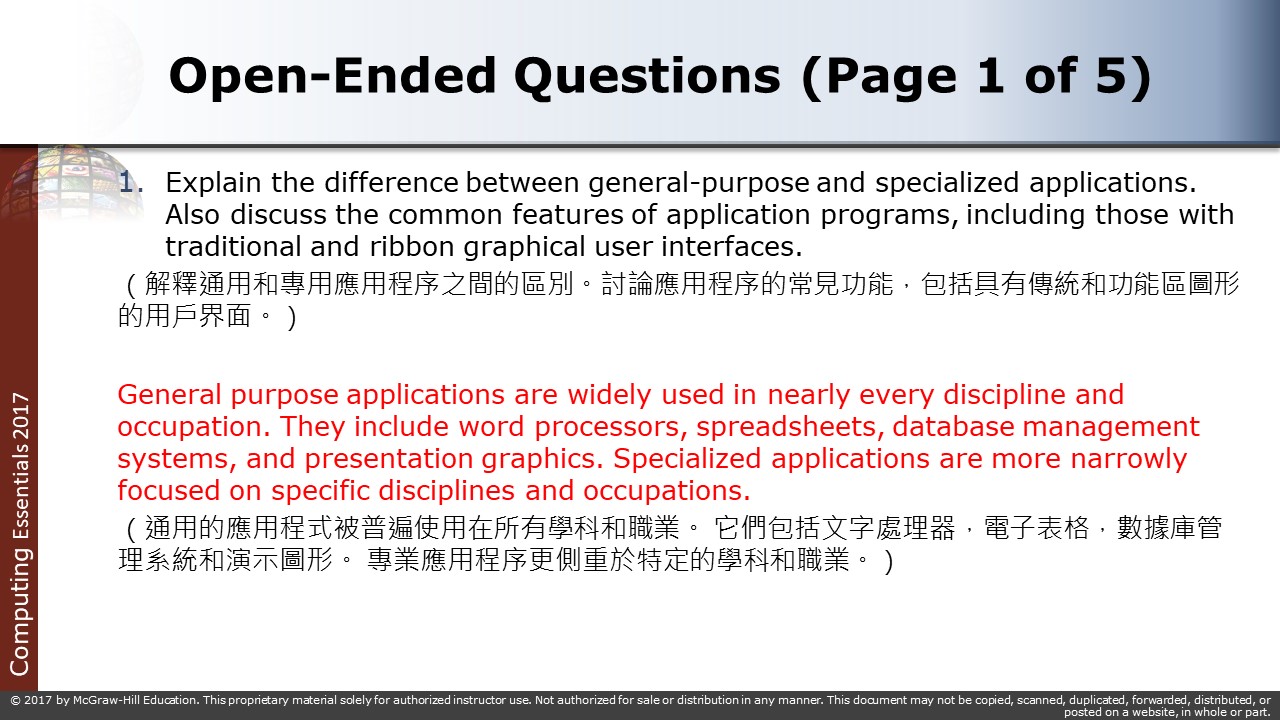 Open-Ended Questions (Page 1 of 5)
1. Explain the difference between general-purpose and specialized applications.
Also discuss the common features of application programs, including those with
traditional and ribbon graphical user interfaces.
（解釋通用和專用應用程序之間的區別。討論應用程序的常見功能，包括具有傳統和功能區圖形
的用戶界面。）
General purpose applications are widely used in nearly every discipline and
occupation. They include word processors, spreadsheets, database management
systems, and presentation graphics. Specialized applications are more narrowly
focused on specific disciplines and occupations.
（通用的應用程式被普遍使用在所有學科和職業。 它們包括文字處理器，電子表格，數據庫管
理系統和演示圖形。 專業應用程序更側重於特定的學科和職業。）
Computing Essentials 2017
© 2017 by McGraw-Hill Education. This proprietary material solely for authorized instructor use. Not authorized for sale or distribution in any manner. This document may not be copied, scanned, duplicated, forwarded, distributed, or
posted on a website, in whole or part.